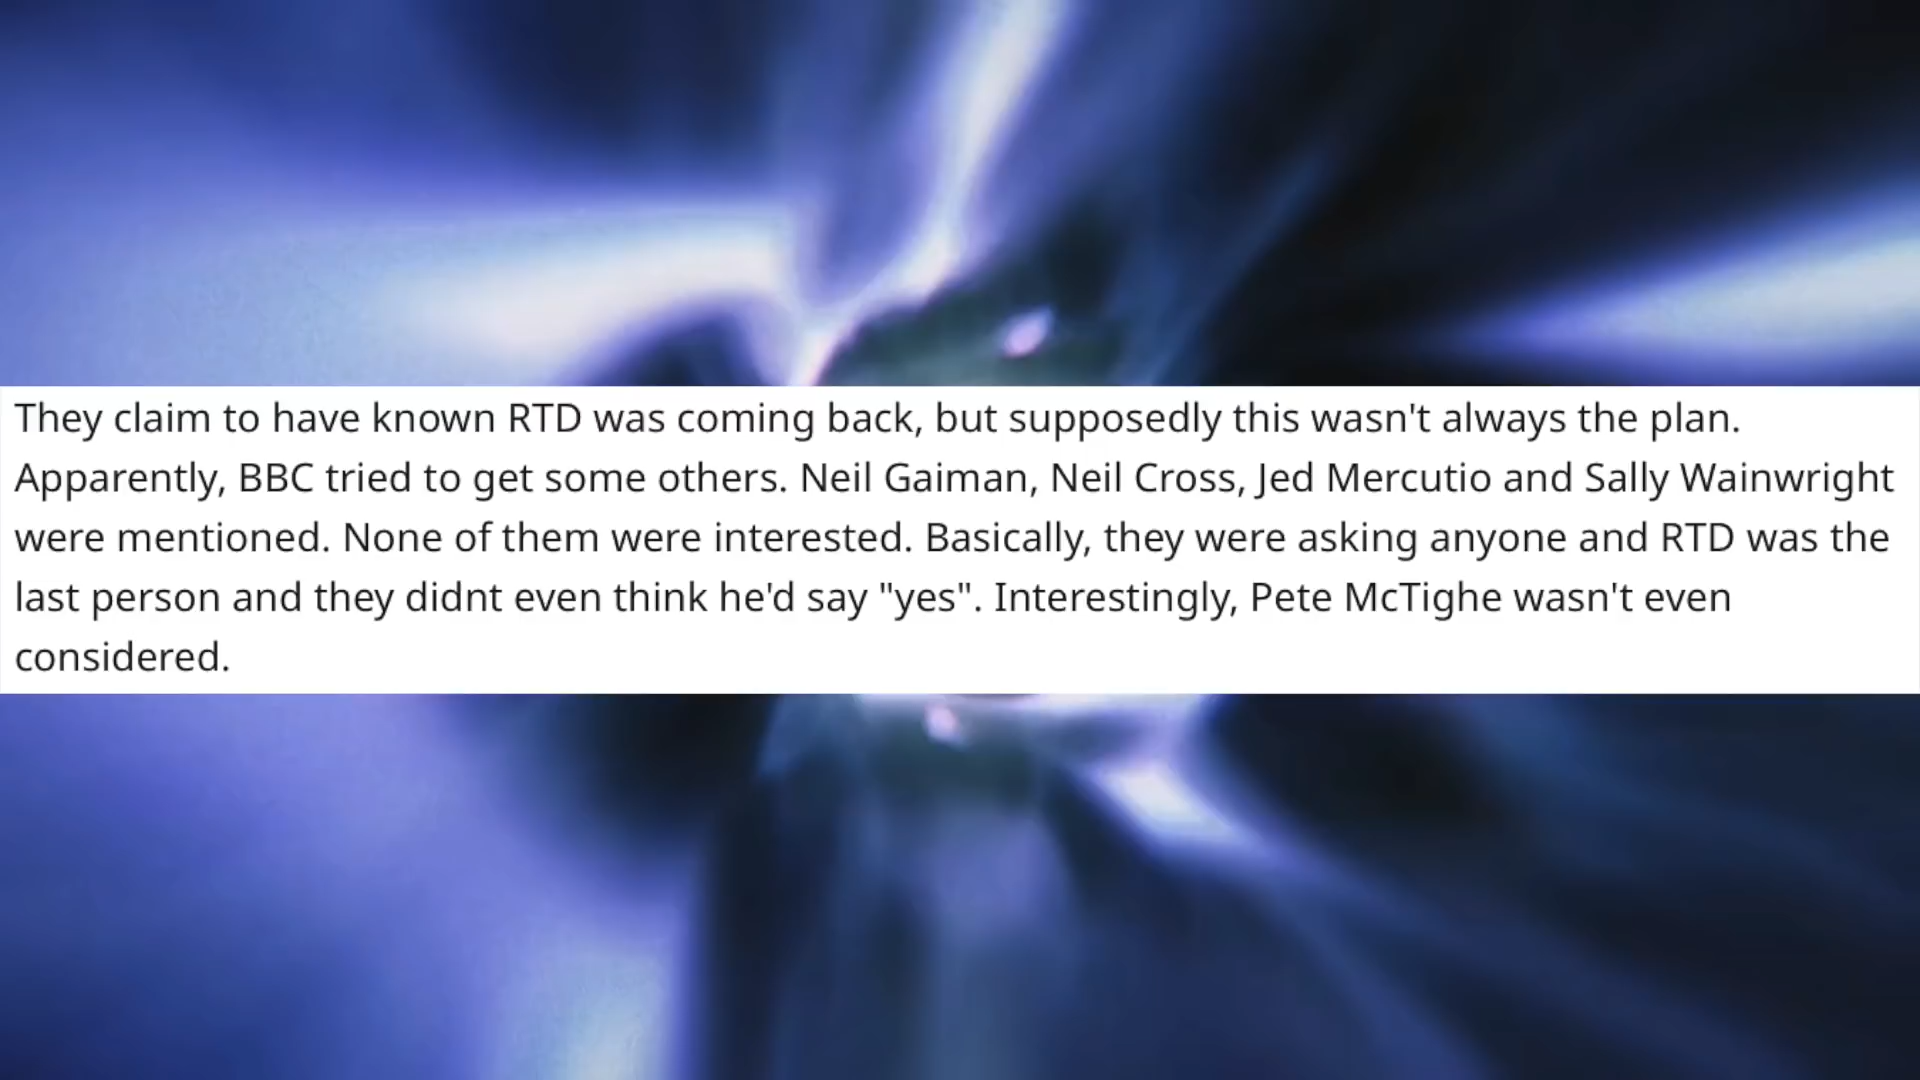 They claim to have known RTD was coming back, but supposedly this wasn't always the plan.
Apparently, BBC tried to get some others. Neil Gaiman, Neil Cross, Jed Mercutio and Sally Wainwright
were mentioned. None of them were interested. Basically, they were asking anyone and RTD was the
last person and they didnt even think he'd say "yes". Interestingly, Pete McTighe wasn't even
considered.